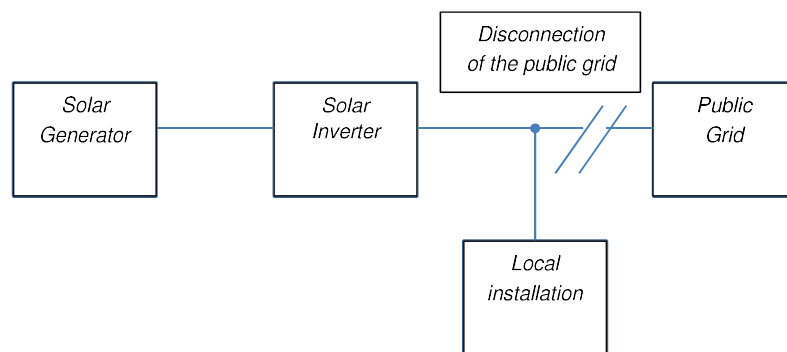 Disconnection
of the public grid
Solar
Generator
Solar
Inverter
Public
Grid
Local
installation